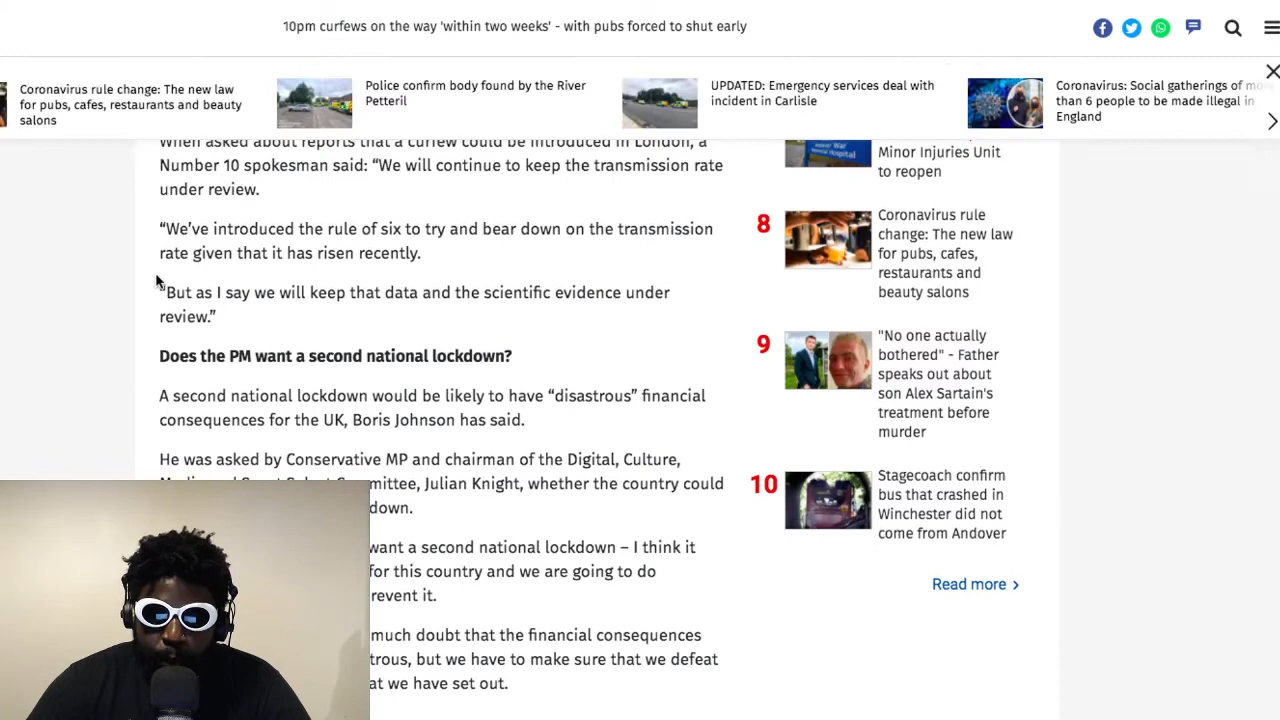 10pm curfews on the way 'within two weeks' - with pubs forced to shut early
Coronavirus rule change: The new law
for pubs, cafes, restaurants and beauty
salons
Police confirm body found by the River
Petteril
UPDATED: Emergency services deal with
incident in Carlisle
Coronavirus: Social gatherings of more
than 6 people to be made illegal in
England
When asked about reports that a curfew could be introduced in London, a
Number 10 spokesman said: “We will continue to keep the transmission rate
under review.
“We’ve introduced the rule of six to try and bear down on the transmission
rate given that it has risen recently.
“But as I say we will keep that data and the scientific evidence under
review.”
Does the PM want a second national lockdown?
A second national lockdown would be likely to have “disastrous” financial
consequences for the UK, Boris Johnson has said.
He was asked by Conservative MP and chairman of the Digital, Culture,
Committee, Julian Knight, whether the country could
down.
want a second national lockdown – I think it
for this country and we are going to do
revent it.
much doubt that the financial consequences
trous, but we have to make sure that we defeat
at we have set out.
War
Hospital
Minor Injuries Unit
to reopen
8
Coronavirus rule
change: The new law
for pubs, cafes,
restaurants and
beauty salons
9
"No one actually
bothered" - Father
speaks out about
son Alex Sartain's
treatment before
murder
10
Stagecoach confirm
bus that crashed in
Winchester did not
come from Andover
Read more